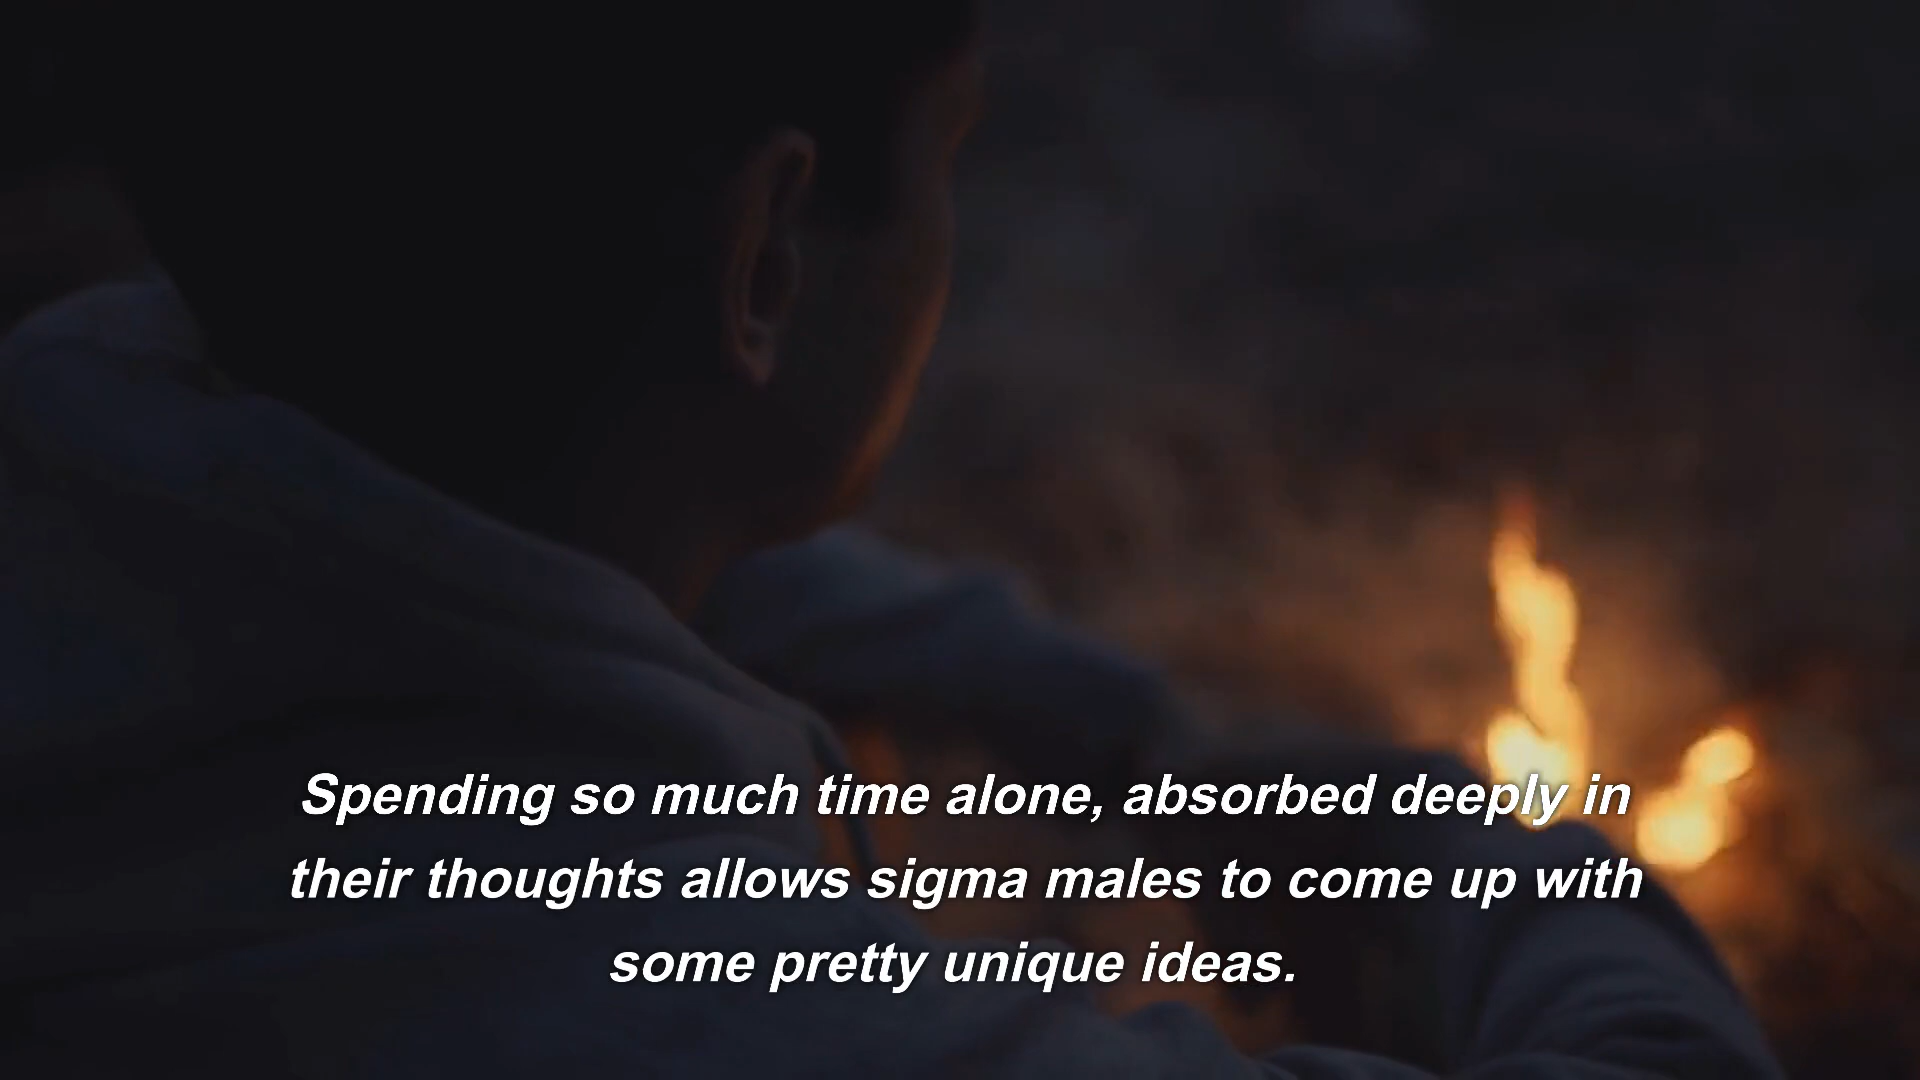 Spending so much time alone, absorbed deeply in
their thoughts allows sigma males to come up with
some pretty unique ideas.